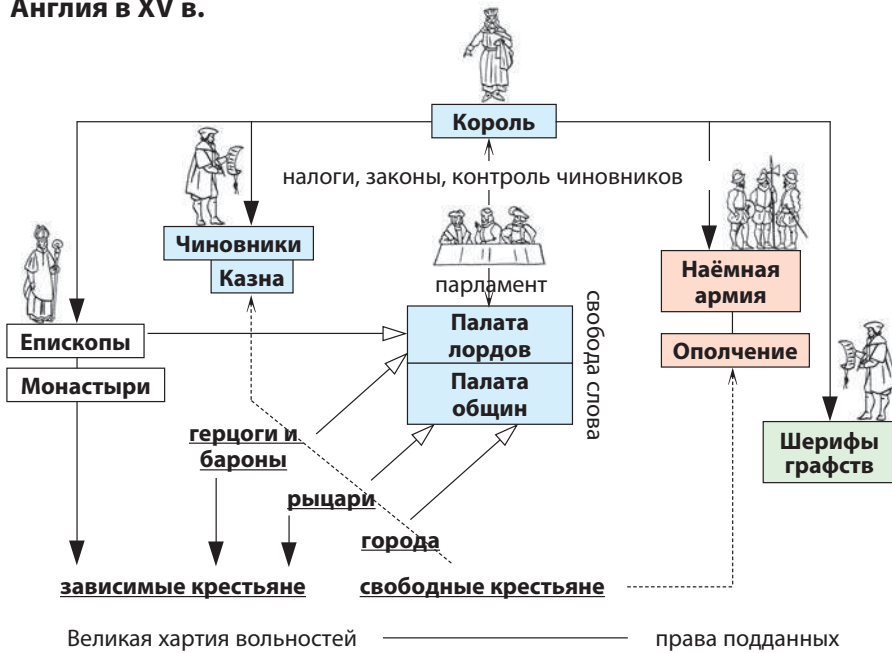 Англия в XV в.
Король
налоги, законы, контроль чиновников
Чиновники
Казна
парламент
Наёмная
армия
Епископы
Монастыри
Палата
лордов
Палата
общин
свобода слова
Ополчение
Шерифы
графств
герцоги и
бароны
рыцари
города
зависимые крестьяне
свободные крестьяне
Великая хартия вольностей
права подданных